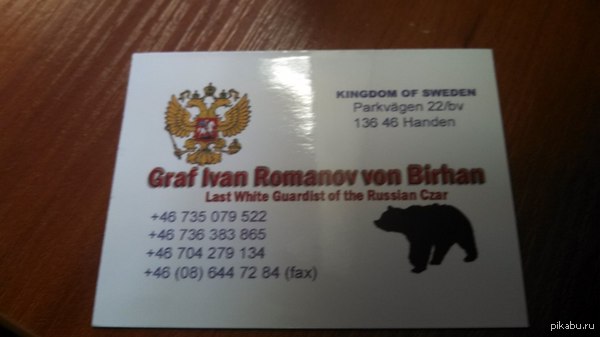 KINGDOM OF SWEDEN
Parkvägen 22/bv
136 46 Handen
Graf Ivan Romanov von Birhan
Last White Guardist of the Russian Czar
+46 735 079 522
+46 736 383 865
+46 704 279 134
+46 (08) 644 72 84 (fax)
pikabu.ru